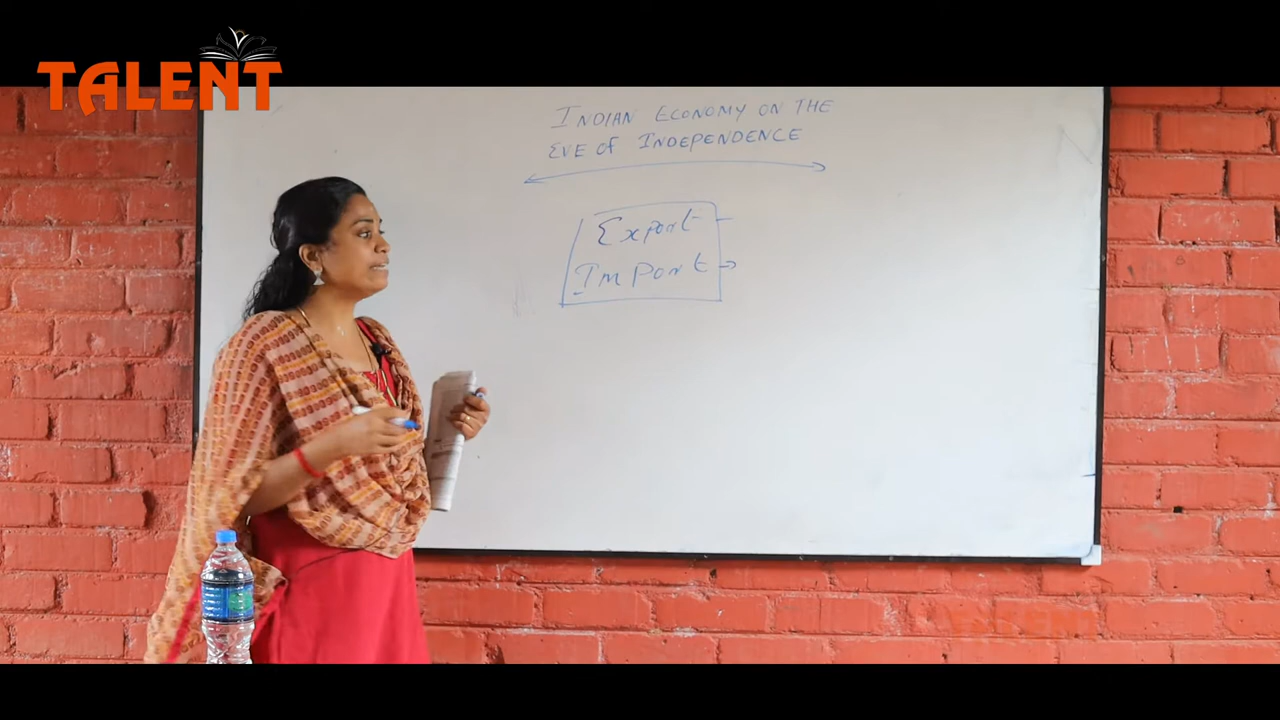 TALENT
INDIAN ECONOMY ON THE
EVE OF INDEPENDENCE
Export
Import